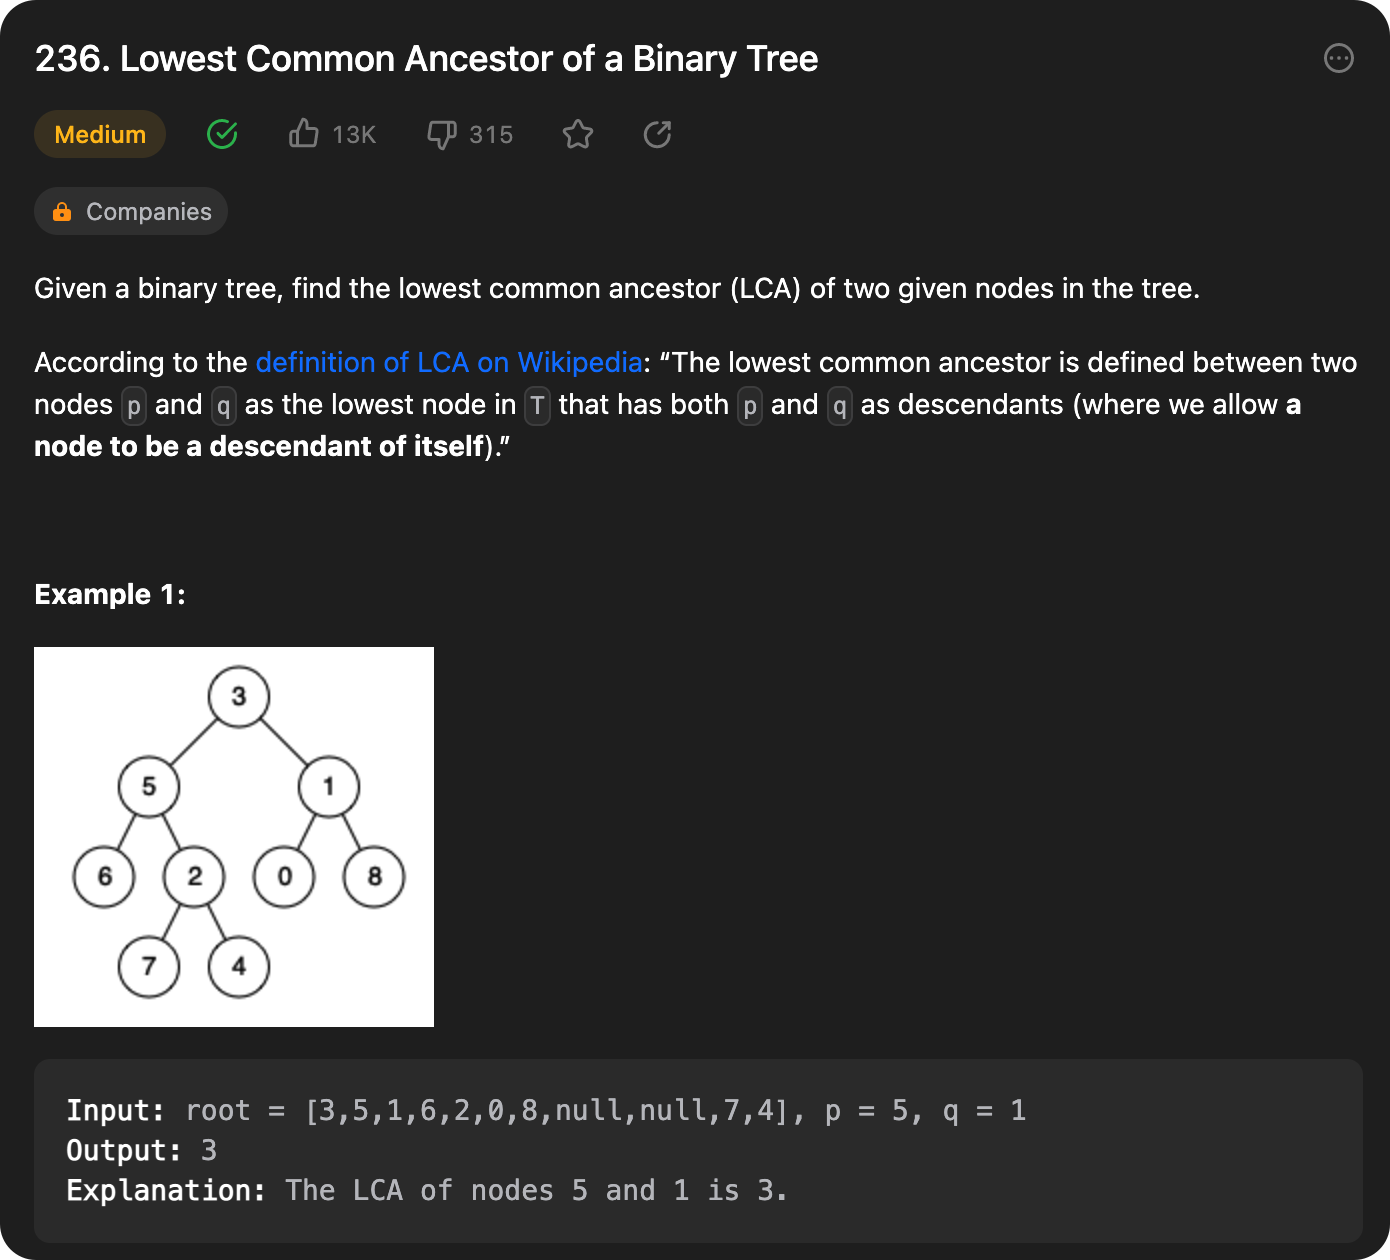 236. Lowest Common Ancestor of a Binary Tree
Medium 13K 315
Companies
Given a binary tree, find the lowest common ancestor (LCA) of two given nodes in the tree.
According to the definition of LCA on Wikipedia: “The lowest common ancestor is defined between two
nodes p and q as the lowest node in T that has both p and q as descendants (where we allow a
node to be a descendant of itself).”
Example 1:
3
5 1
6 2 0 8
7 4
Input: root = [3,5,1,6,2,0,8,null,null,7,4], p = 5, q = 1
Output: 3
Explanation: The LCA of nodes 5 and 1 is 3.